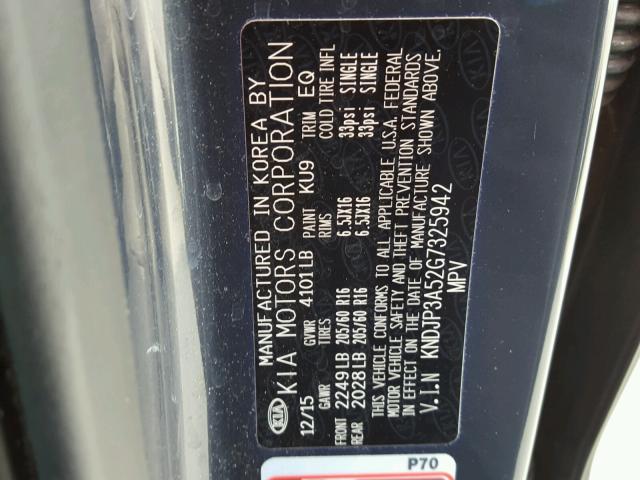 MANUFACTURED IN KOREA BY
KIA KIA MOTORS CORPORATION
12/15 GVWR 4101LB PAINT KU9 TRIM EQ
GAWR TIRES RIMS COLD TIRE INFL
FRONT 2249LB 205/60 R16 6.5JX16 33psi SINGLE
REAR 2028LB 205/60 R16 6.5JX16 33psi SINGLE
THIS VEHICLE CONFORMS TO ALL APPLICABLE U.S.A. FEDERAL
MOTOR VEHICLE SAFETY AND THEFT PREVENTION STANDARDS
IN EFFECT ON THE DATE OF MANUFACTURE SHOWN ABOVE.
V.I.N KNDJP3A52G7325942
MPV
P70